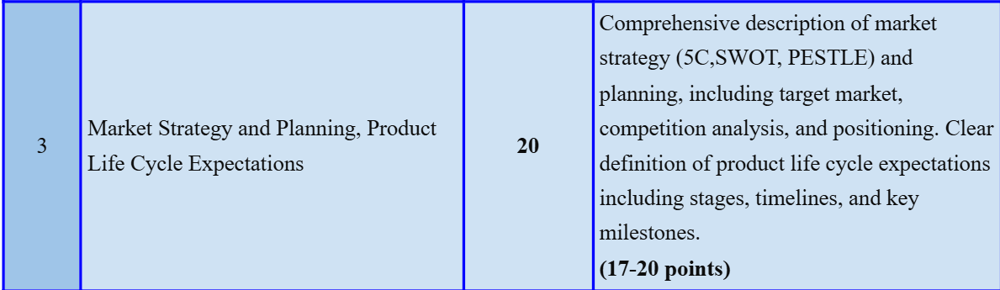 3
Market Strategy and Planning, Product
Life Cycle Expectations
20
Comprehensive description of market
strategy (5C,SWOT, PESTLE) and
planning, including target market,
competition analysis, and positioning. Clear
definition of product life cycle expectations
including stages, timelines, and key
milestones.
(17-20 points)